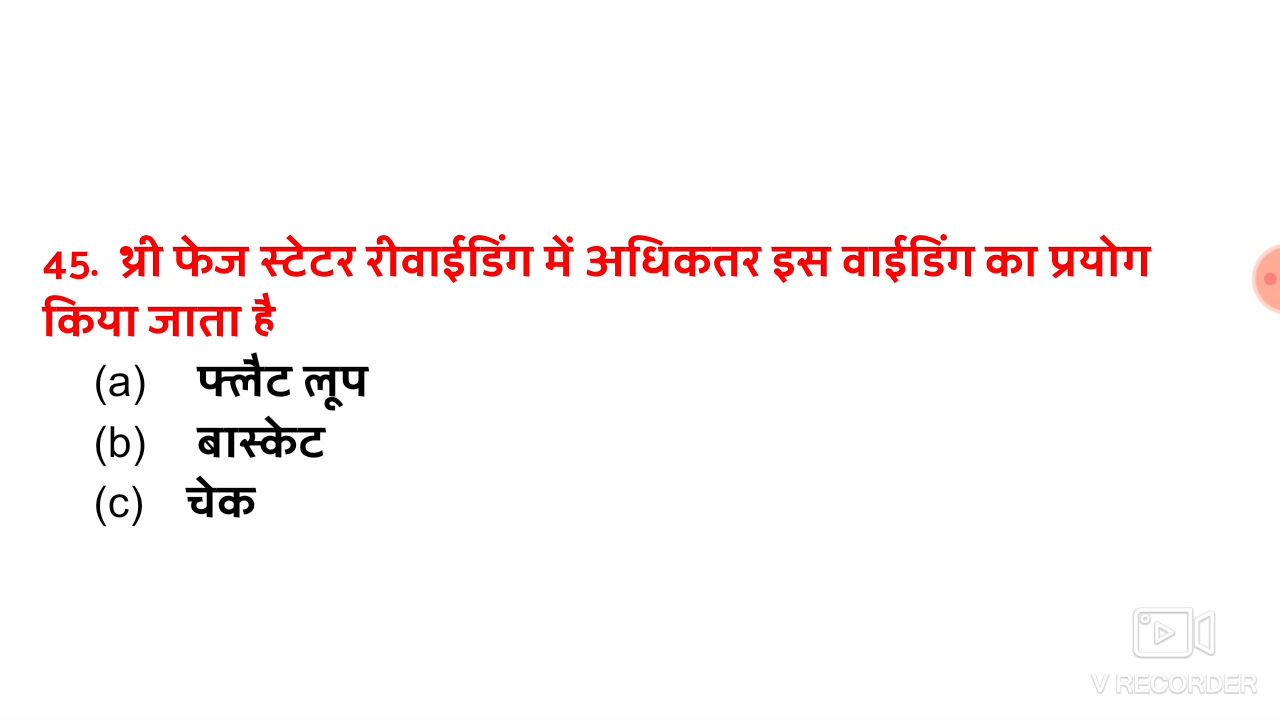 45. थ्री फेज स्टेटर रीवाईडिंग में अधिकतर इस वाईडिंग का प्रयोग
किया जाता है
(a) फ्लैट लूप
(b) बास्केट
(c) चेक
V RECORDER